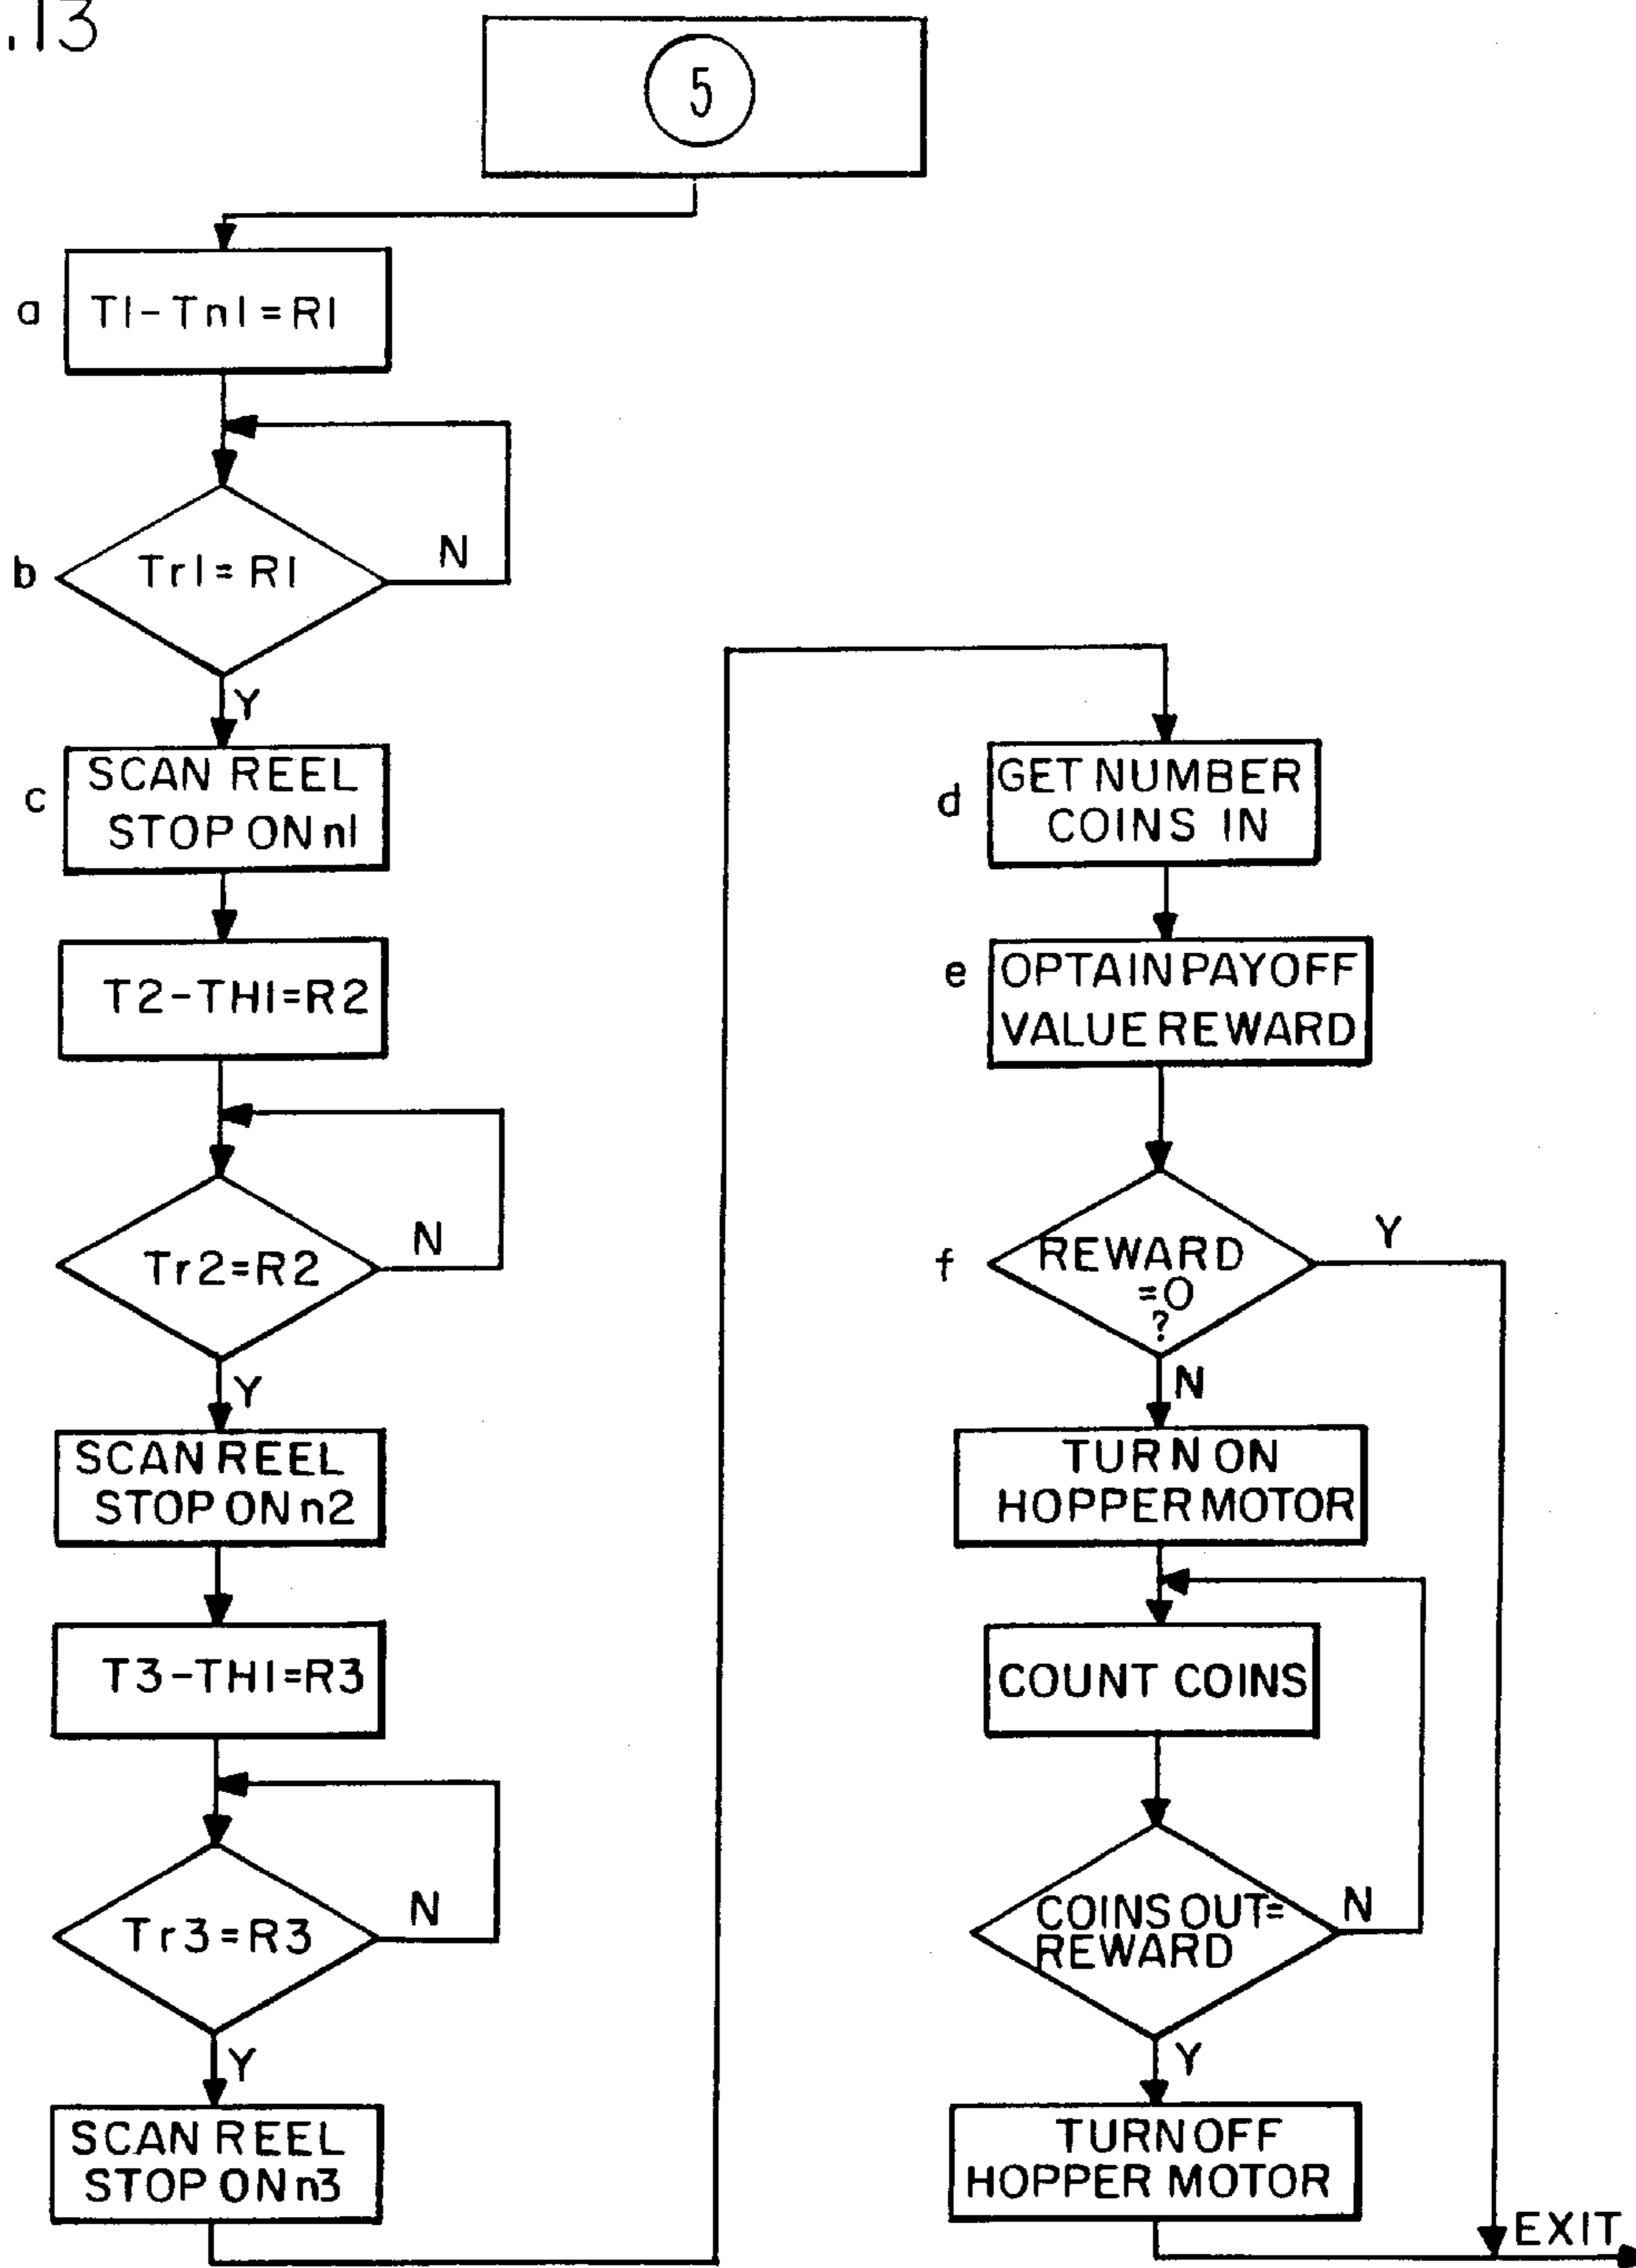 .13
5
a
T1-Tn1=R1
b
Tr1=R1
N
Y
c
SCAN REEL
STOP ON n1
T2-TH1=R2
Tr2=R2
N
Y
SCAN REEL
STOP ON n2
T3-TH1=R3
Tr3=R3
N
Y
SCAN REEL
STOP ON n3
d
GET NUMBER
COINS IN
e
OPTAIN PAYOFF
VALUE REWARD
f
REWARD
=0
?
Y
N
TURN ON
HOPPER MOTOR
COUNT COINS
COINS OUT=
REWARD
N
Y
TURN OFF
HOPPER MOTOR
EXIT